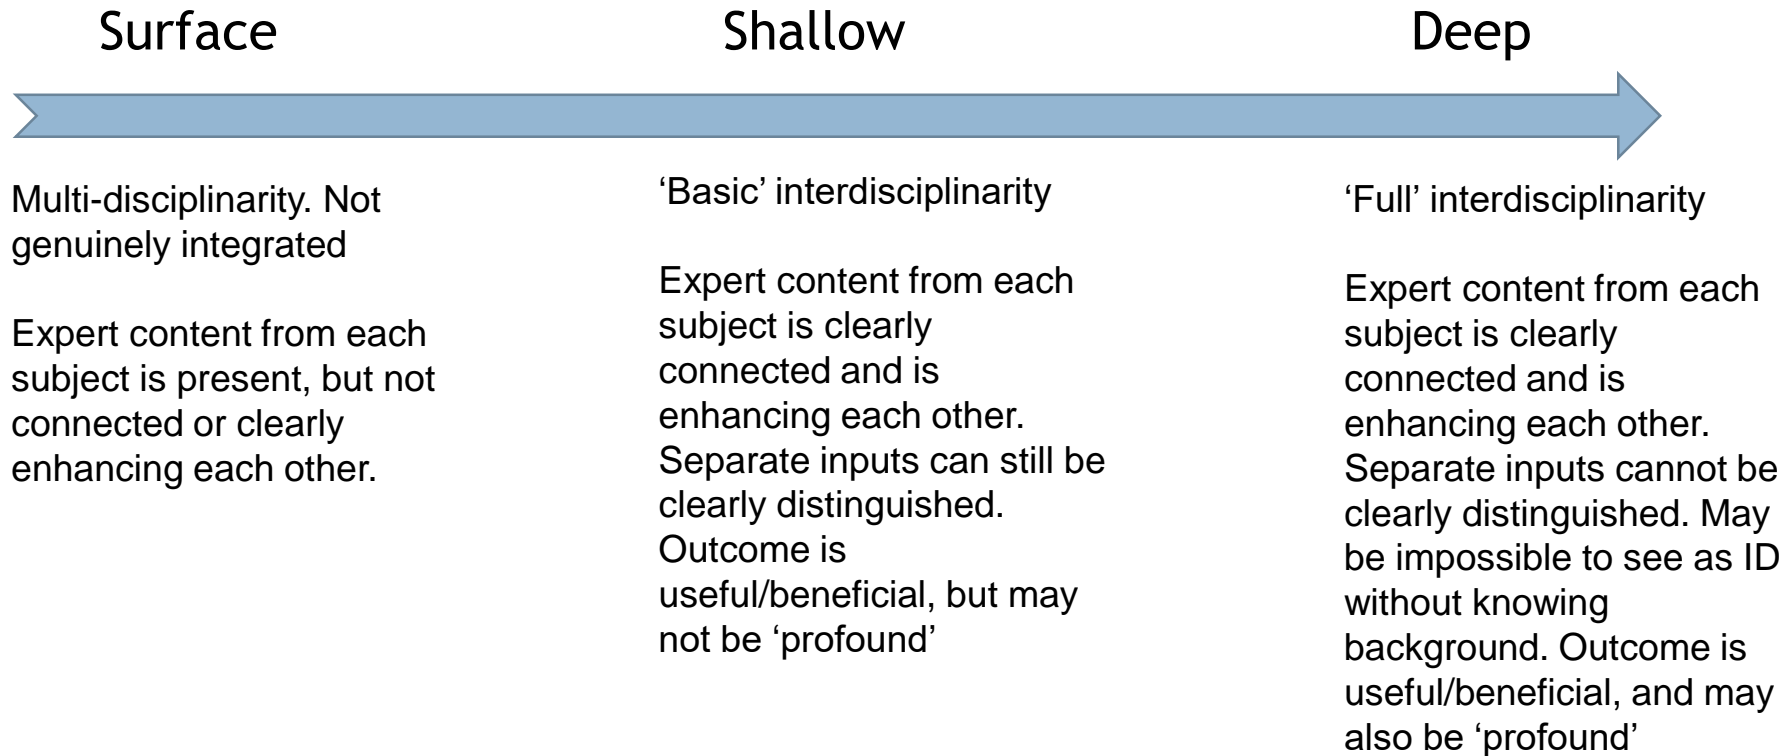 Surface
Shallow
Deep
Multi-disciplinarity. Not
genuinely integrated
Expert content from each
subject is present, but not
connected or clearly
enhancing each other.
‘Basic’ interdisciplinarity
Expert content from each
subject is clearly
connected and is
enhancing each other.
Separate inputs can still be
clearly distinguished.
Outcome is
useful/beneficial, but may
not be ‘profound’
‘Full’ interdisciplinarity
Expert content from each
subject is clearly
connected and is
enhancing each other.
Separate inputs cannot be
clearly distinguished. May
be impossible to see as ID
without knowing
background. Outcome is
useful/beneficial, and may
also be ‘profound’